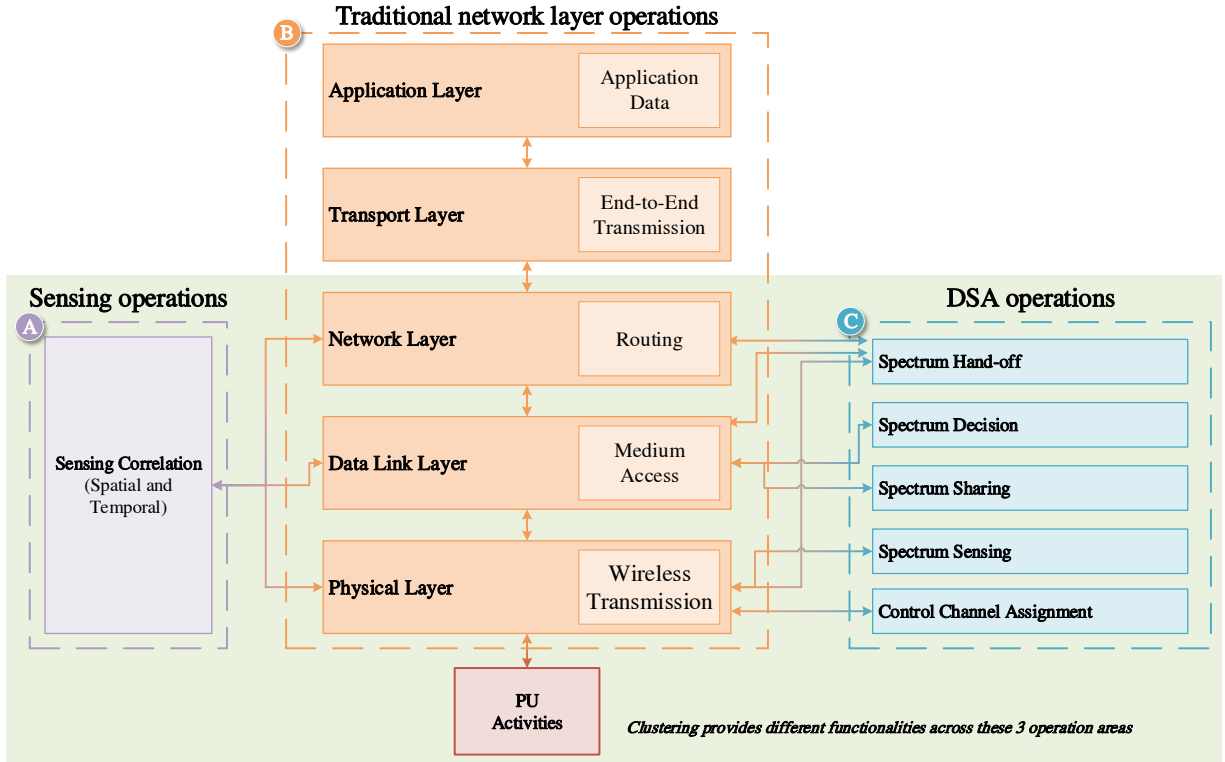 Traditional network layer operations
B
Application Layer
Application
Data
Transport Layer
End-to-End
Transmission
Sensing operations
A
Sensing Correlation
(Spatial and
Temporal)
Network Layer
Routing
Data Link Layer
Medium
Access
Physical Layer
Wireless
Transmission
DSA operations
C
Spectrum Hand-off
Spectrum Decision
Spectrum Sharing
Spectrum Sensing
Control Channel Assignment
PU
Activities
Clustering provides different functionalities across these 3 operation areas